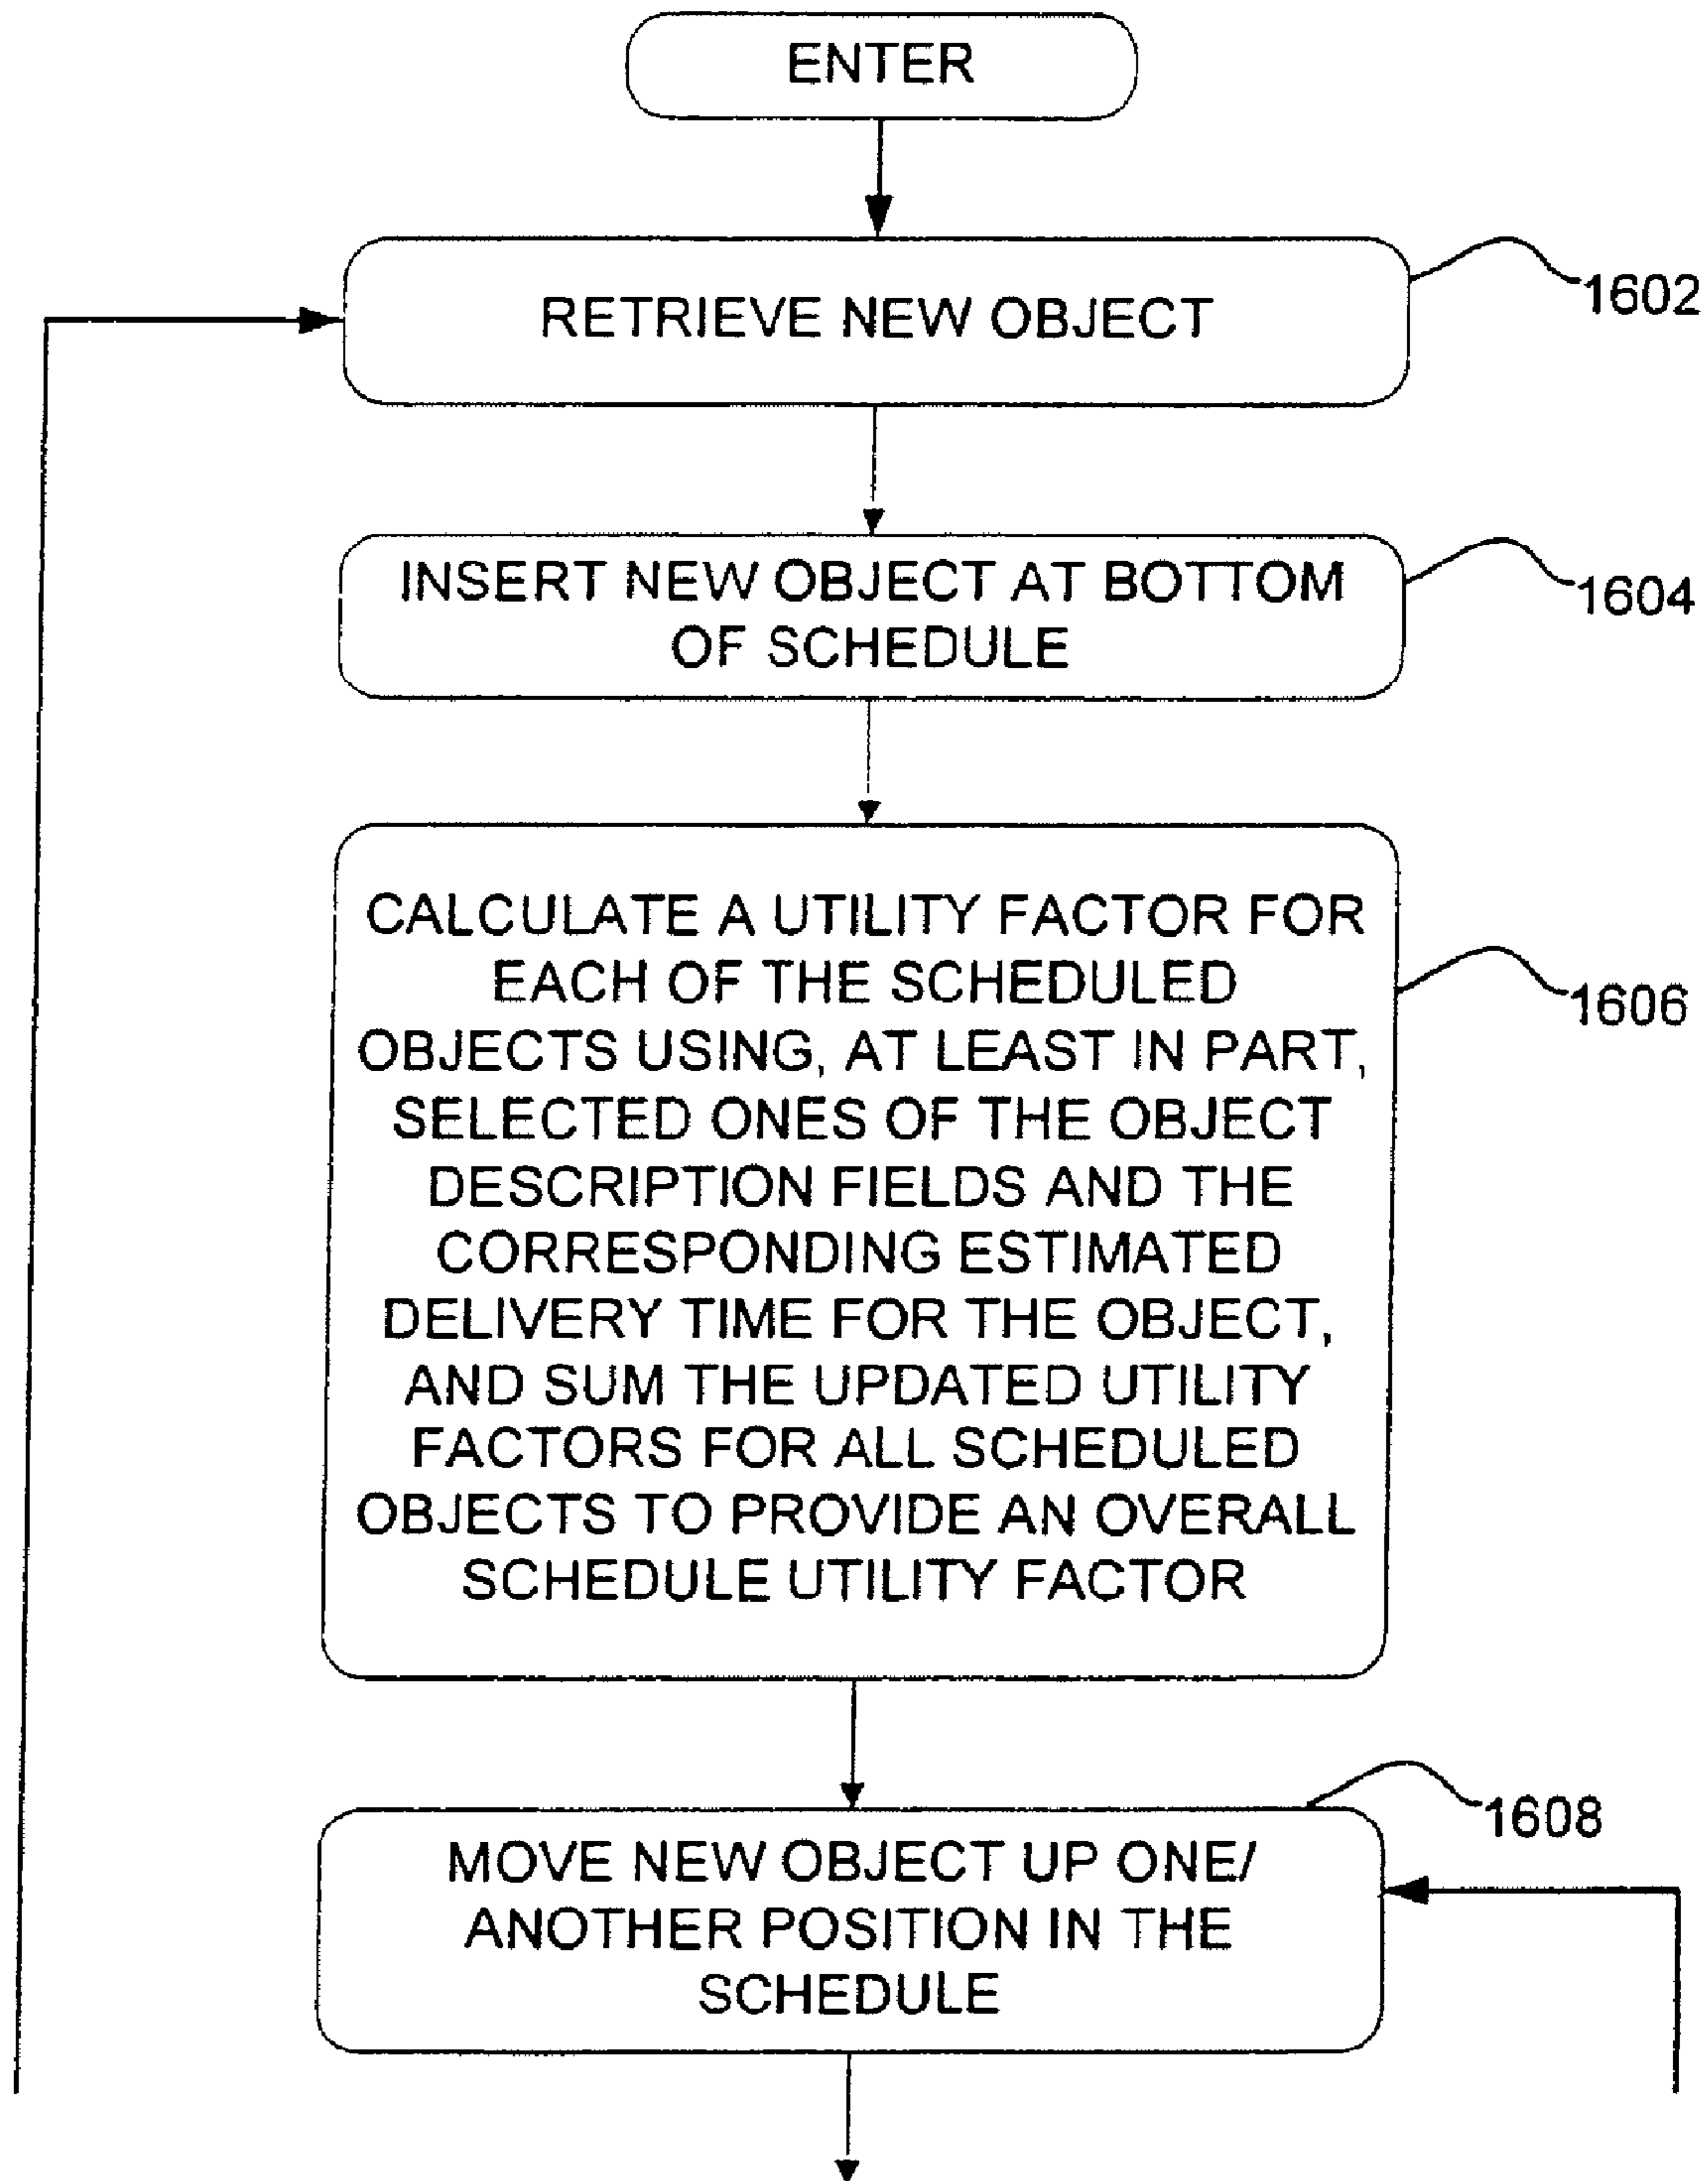 ENTER
RETRIEVE NEW OBJECT
1602
INSERT NEW OBJECT AT BOTTOM
OF SCHEDULE
1604
CALCULATE A UTILITY FACTOR FOR
EACH OF THE SCHEDULED
OBJECTS USING, AT LEAST IN PART,
SELECTED ONES OF THE OBJECT
DESCRIPTION FIELDS AND THE
CORRESPONDING ESTIMATED
DELIVERY TIME FOR THE OBJECT,
AND SUM THE UPDATED UTILITY
FACTORS FOR ALL SCHEDULED
OBJECTS TO PROVIDE AN OVERALL
SCHEDULE UTILITY FACTOR
1606
MOVE NEW OBJECT UP ONE/
ANOTHER POSITION IN THE
SCHEDULE
1608